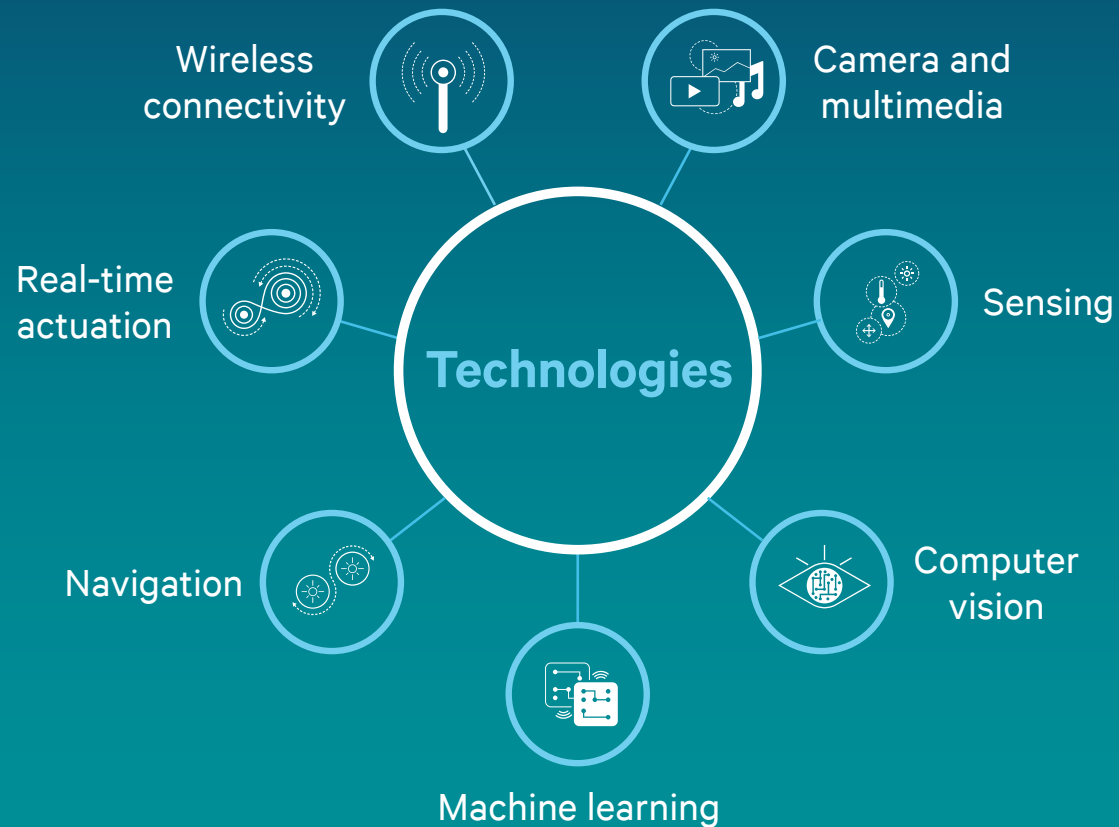 Wireless
connectivity
Camera and
multimedia
Real-time
actuation
Sensing
Technologies
Navigation
Computer
vision
Machine learning